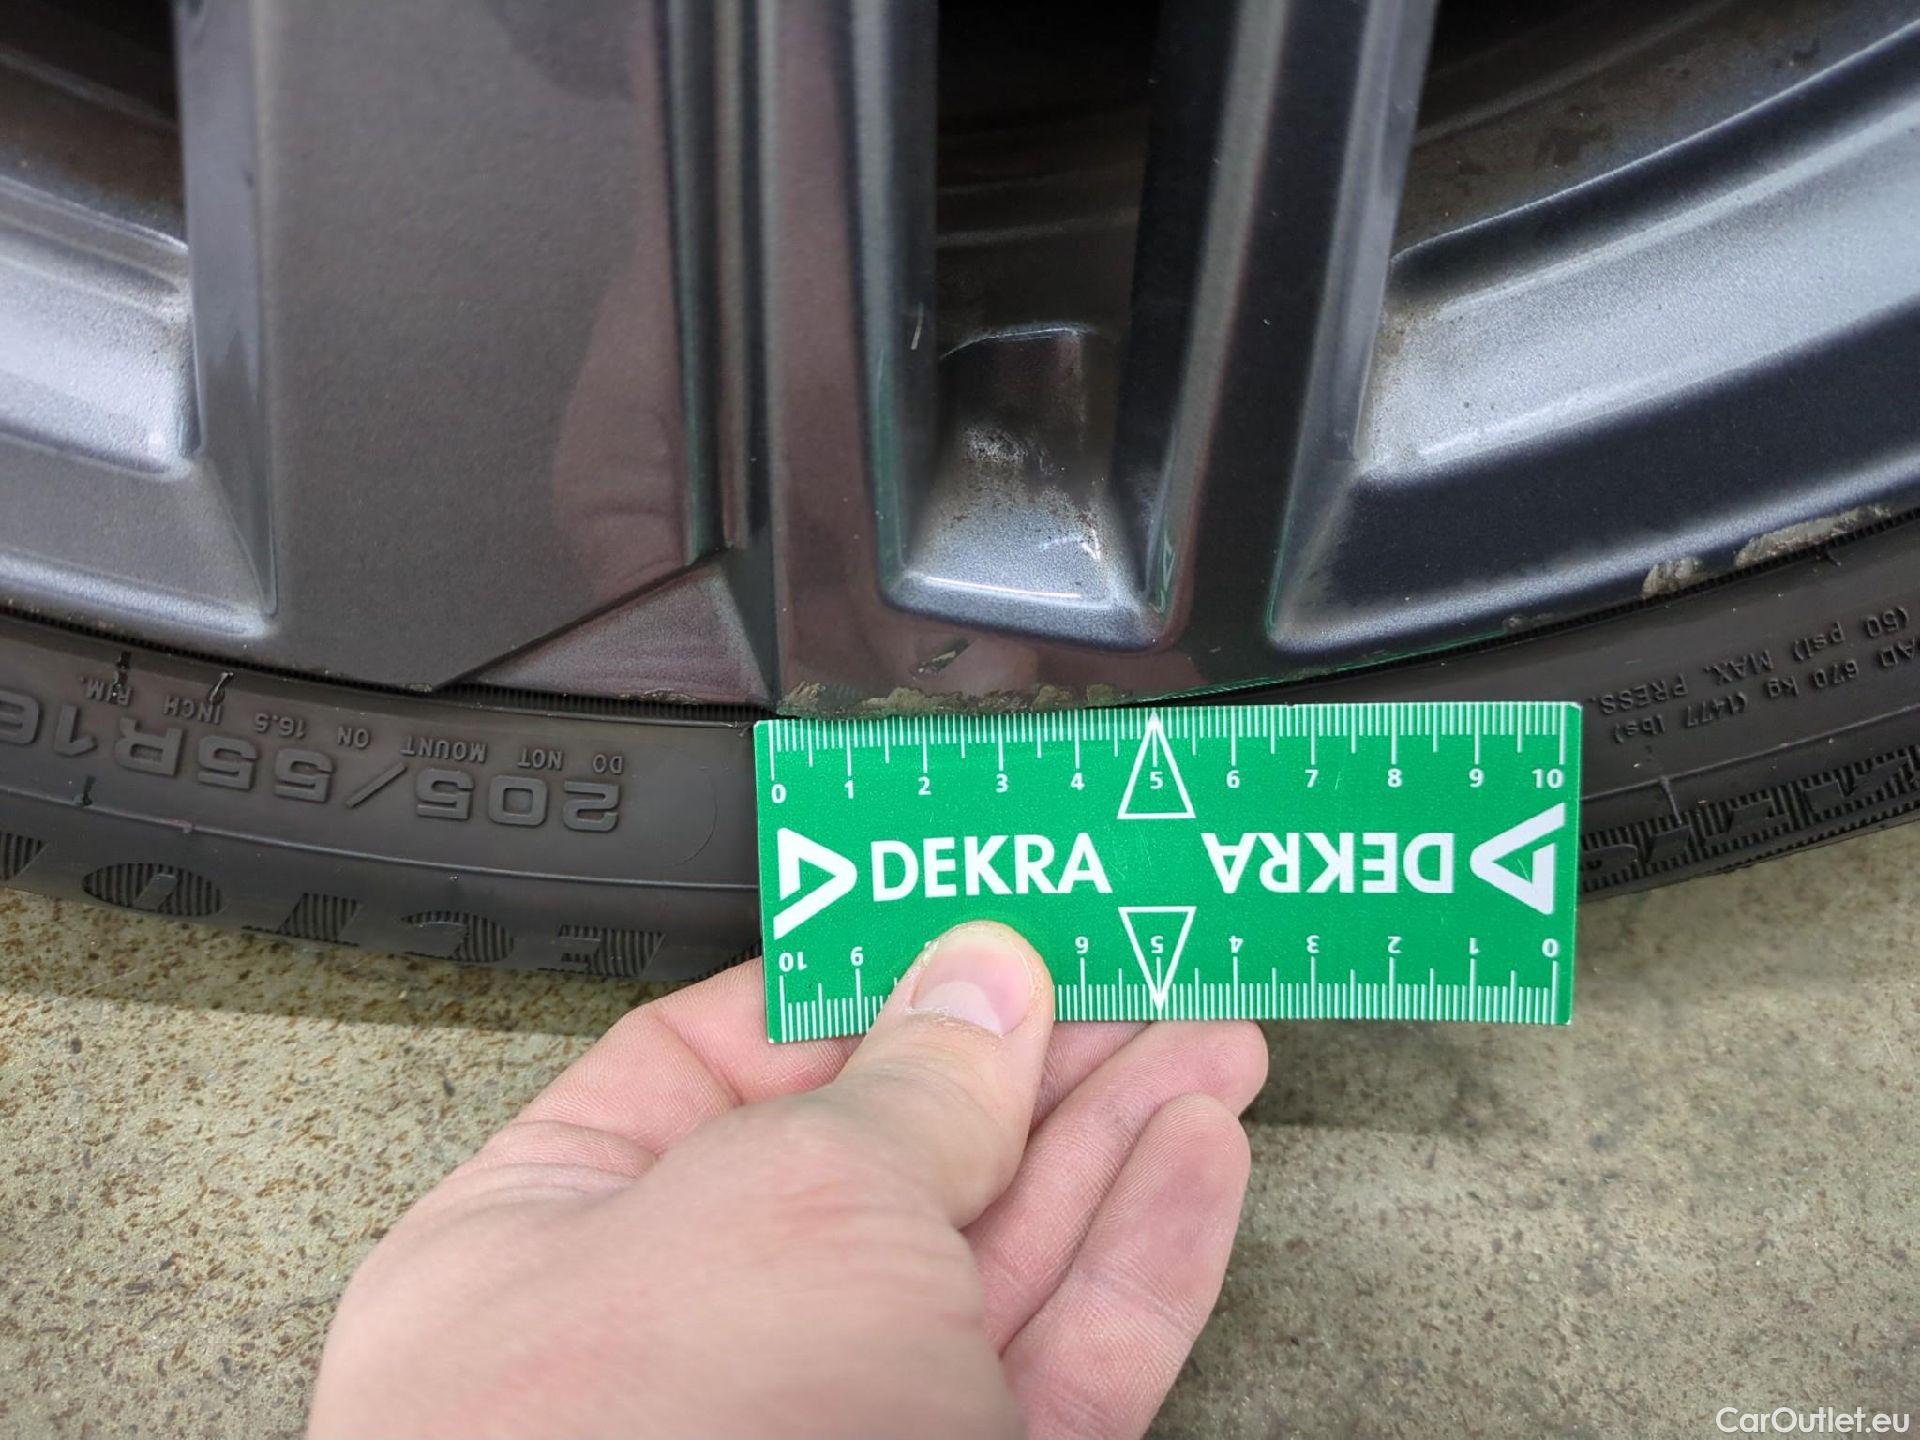 205/55R16
DO NOT MOUNT ON 16.5 INCH RIM.
670 kg (1477 lbs)
MAX. PRESS.
(50 psi)
0 1 2 3 4 5 6 7 8 9 10
DEKRA
DEKRA
10 9 6 5 4 3 2 1 0
CarOutlet.eu